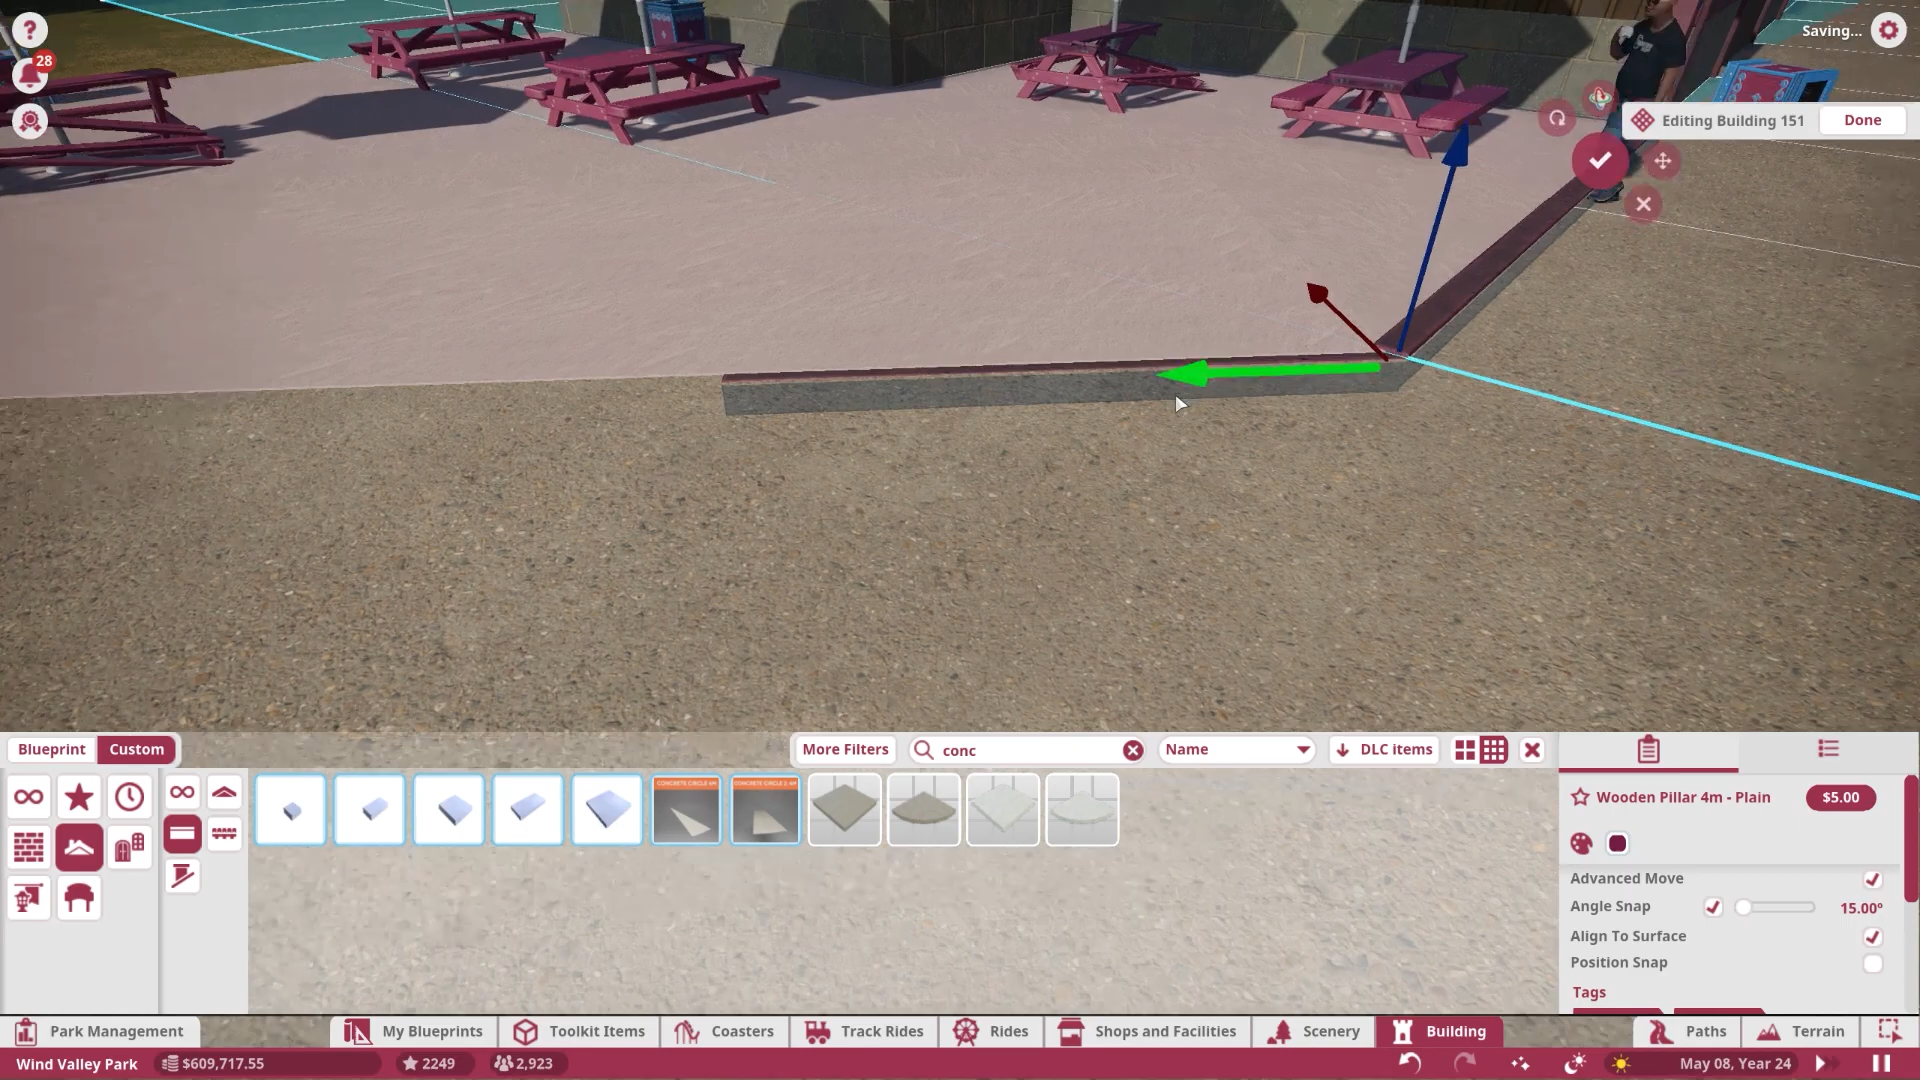 ?
28
Saving...
Editing Building 151
Done
Blueprint
Custom
More Filters
conc
Name
DLC items
CONCRETE CIRCLE 4M
Wooden Pillar 4m - Plain
$5.00
Advanced Move
Angle Snap
15.00°
Align To Surface
Position Snap
Tags
Park Management
My Blueprints
Toolkit Items
Coasters
Track Rides
Rides
Shops and Facilities
Scenery
Building
Paths
Terrain
Wind Valley Park
$609,717.55
2249
2,923
May 08, Year 24